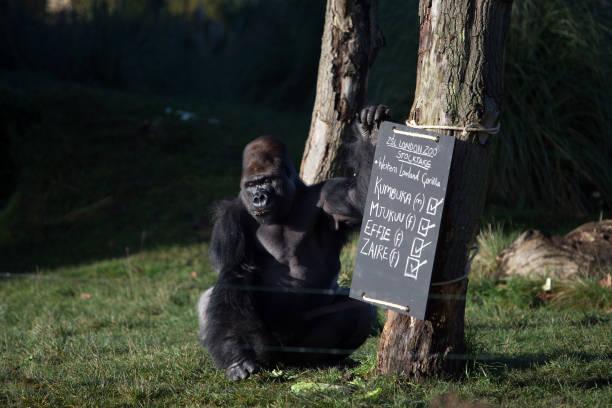 ZSL LONDON ZOO
STOCKTAKE
* Western Lowland Gorilla
KUMBUKA (m) ☑
MJUKUU (f) ☑
EFFIE (f) ☑
ZAIRE (f) ☑